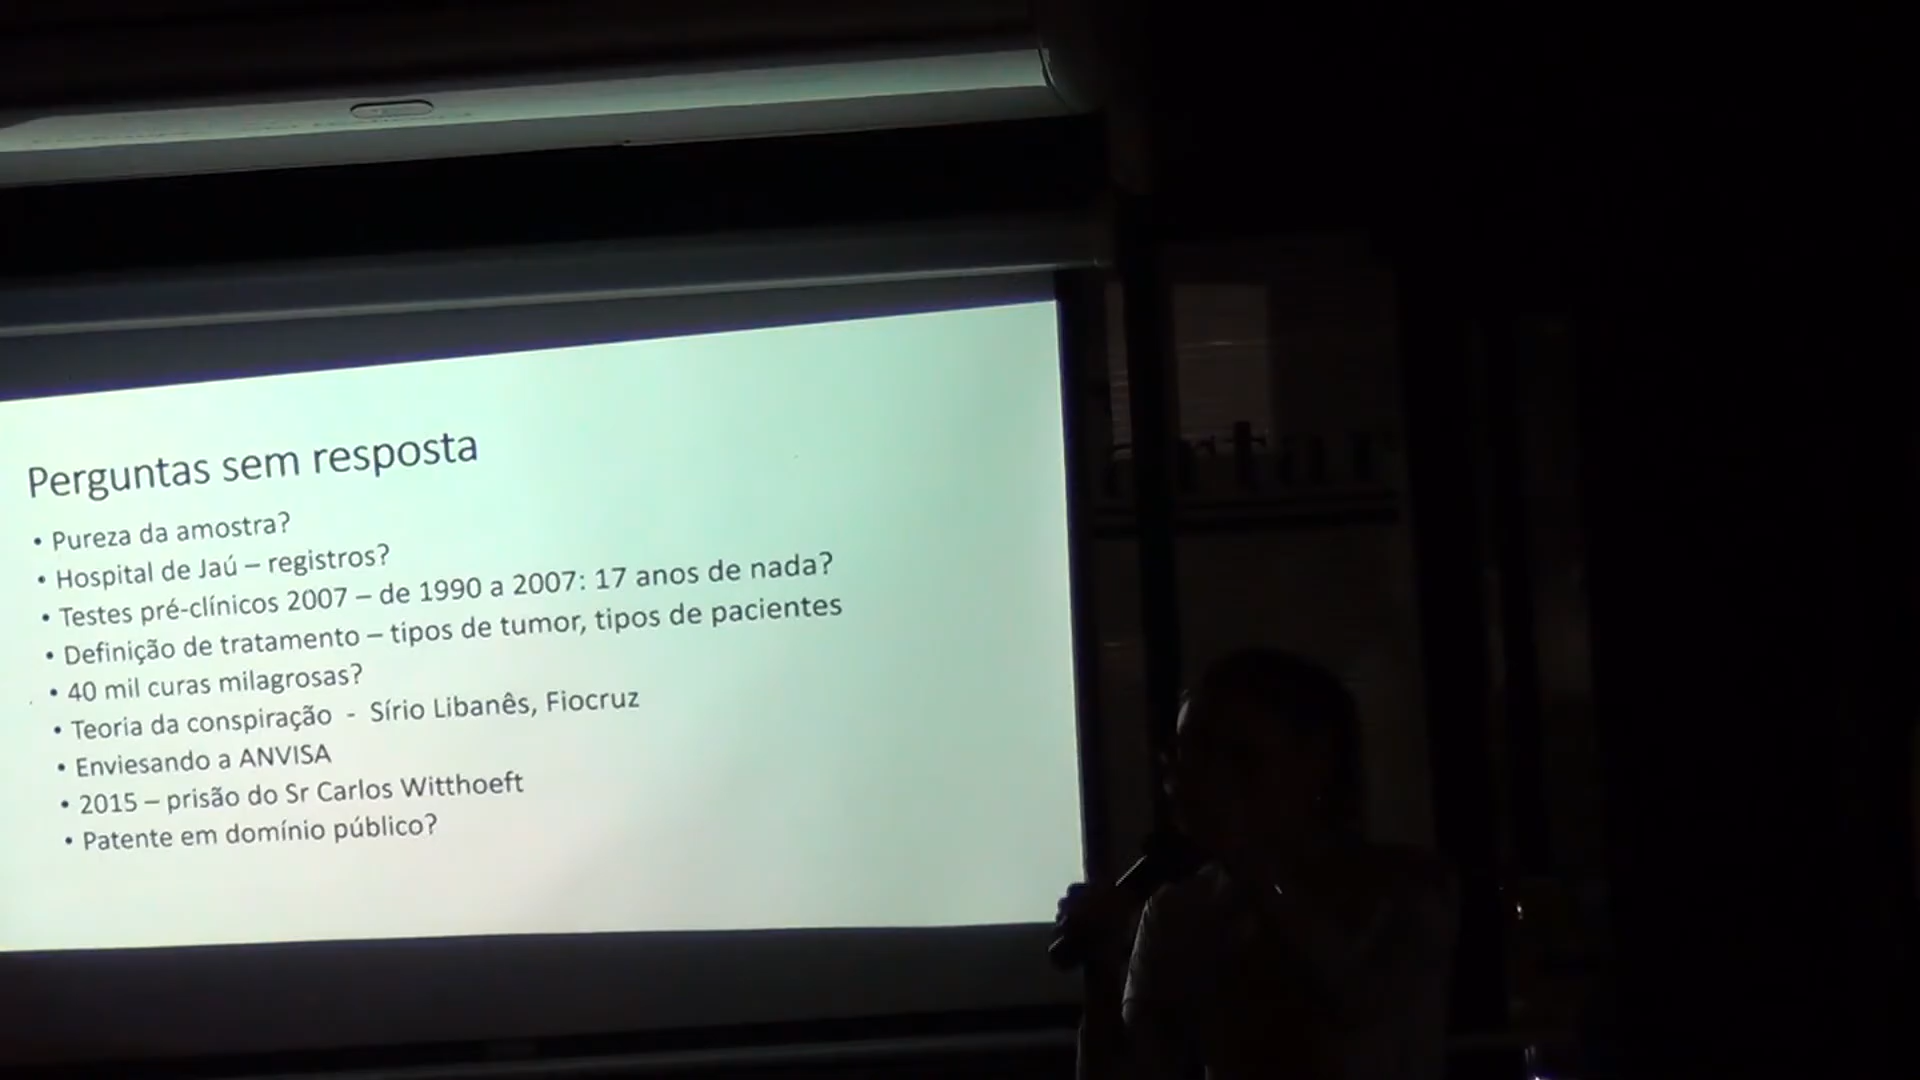 Perguntas sem resposta
• Pureza da amostra?
• Hospital de Jaú – registros?
• Testes pré-clínicos 2007 – de 1990 a 2007: 17 anos de nada?
• Definição de tratamento – tipos de tumor, tipos de pacientes
• 40 mil curas milagrosas?
• Teoria da conspiração - Sírio Libanês, Fiocruz
• Enviesando a ANVISA
• 2015 – prisão do Sr Carlos Witthoeft
• Patente em domínio público?